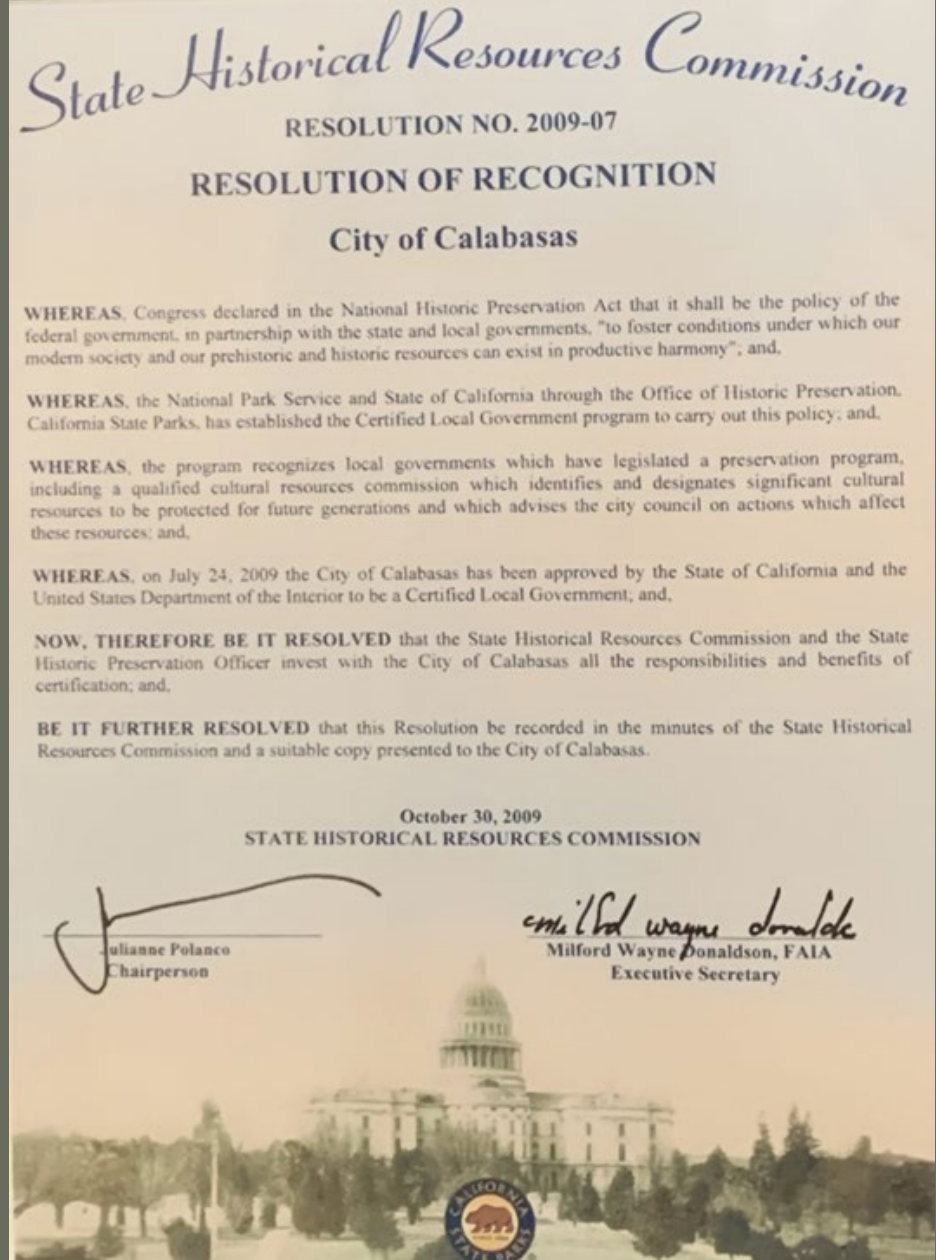 State Historical Resources Commission
RESOLUTION NO. 2009-07
RESOLUTION OF RECOGNITION
City of Calabasas
WHEREAS, Congress declared in the National Historic Preservation Act that it shall be the policy of the
federal government, in partnership with the state and local governments, "to foster conditions under which our
modern society and our prehistoric and historic resources can exist in productive harmony"; and,
WHEREAS, the National Park Service and State of California through the Office of Historic Preservation,
California State Parks, has established the Certified Local Government program to carry out this policy; and,
WHEREAS, the program recognizes local governments which have legislated a preservation program,
including a qualified cultural resources commission which identifies and designates significant cultural
resources to be protected for future generations and which advises the city council on actions which affect
these resources; and,
WHEREAS, on July 24, 2009 the City of Calabasas has been approved by the State of California and the
United States Department of the Interior to be a Certified Local Government; and,
NOW, THEREFORE BE IT RESOLVED that the State Historical Resources Commission and the State
Historic Preservation Officer invest with the City of Calabasas all the responsibilities and benefits of
certification; and,
BE IT FURTHER RESOLVED that this Resolution be recorded in the minutes of the State Historical
Resources Commission and a suitable copy presented to the City of Calabasas.
October 30, 2009
STATE HISTORICAL RESOURCES COMMISSION
milfd wayne donalds
Julianne Polanco
Chairperson
Milford Wayne Donaldson, FAIA
Executive Secretary
CALIFORNIA
STATE PARKS